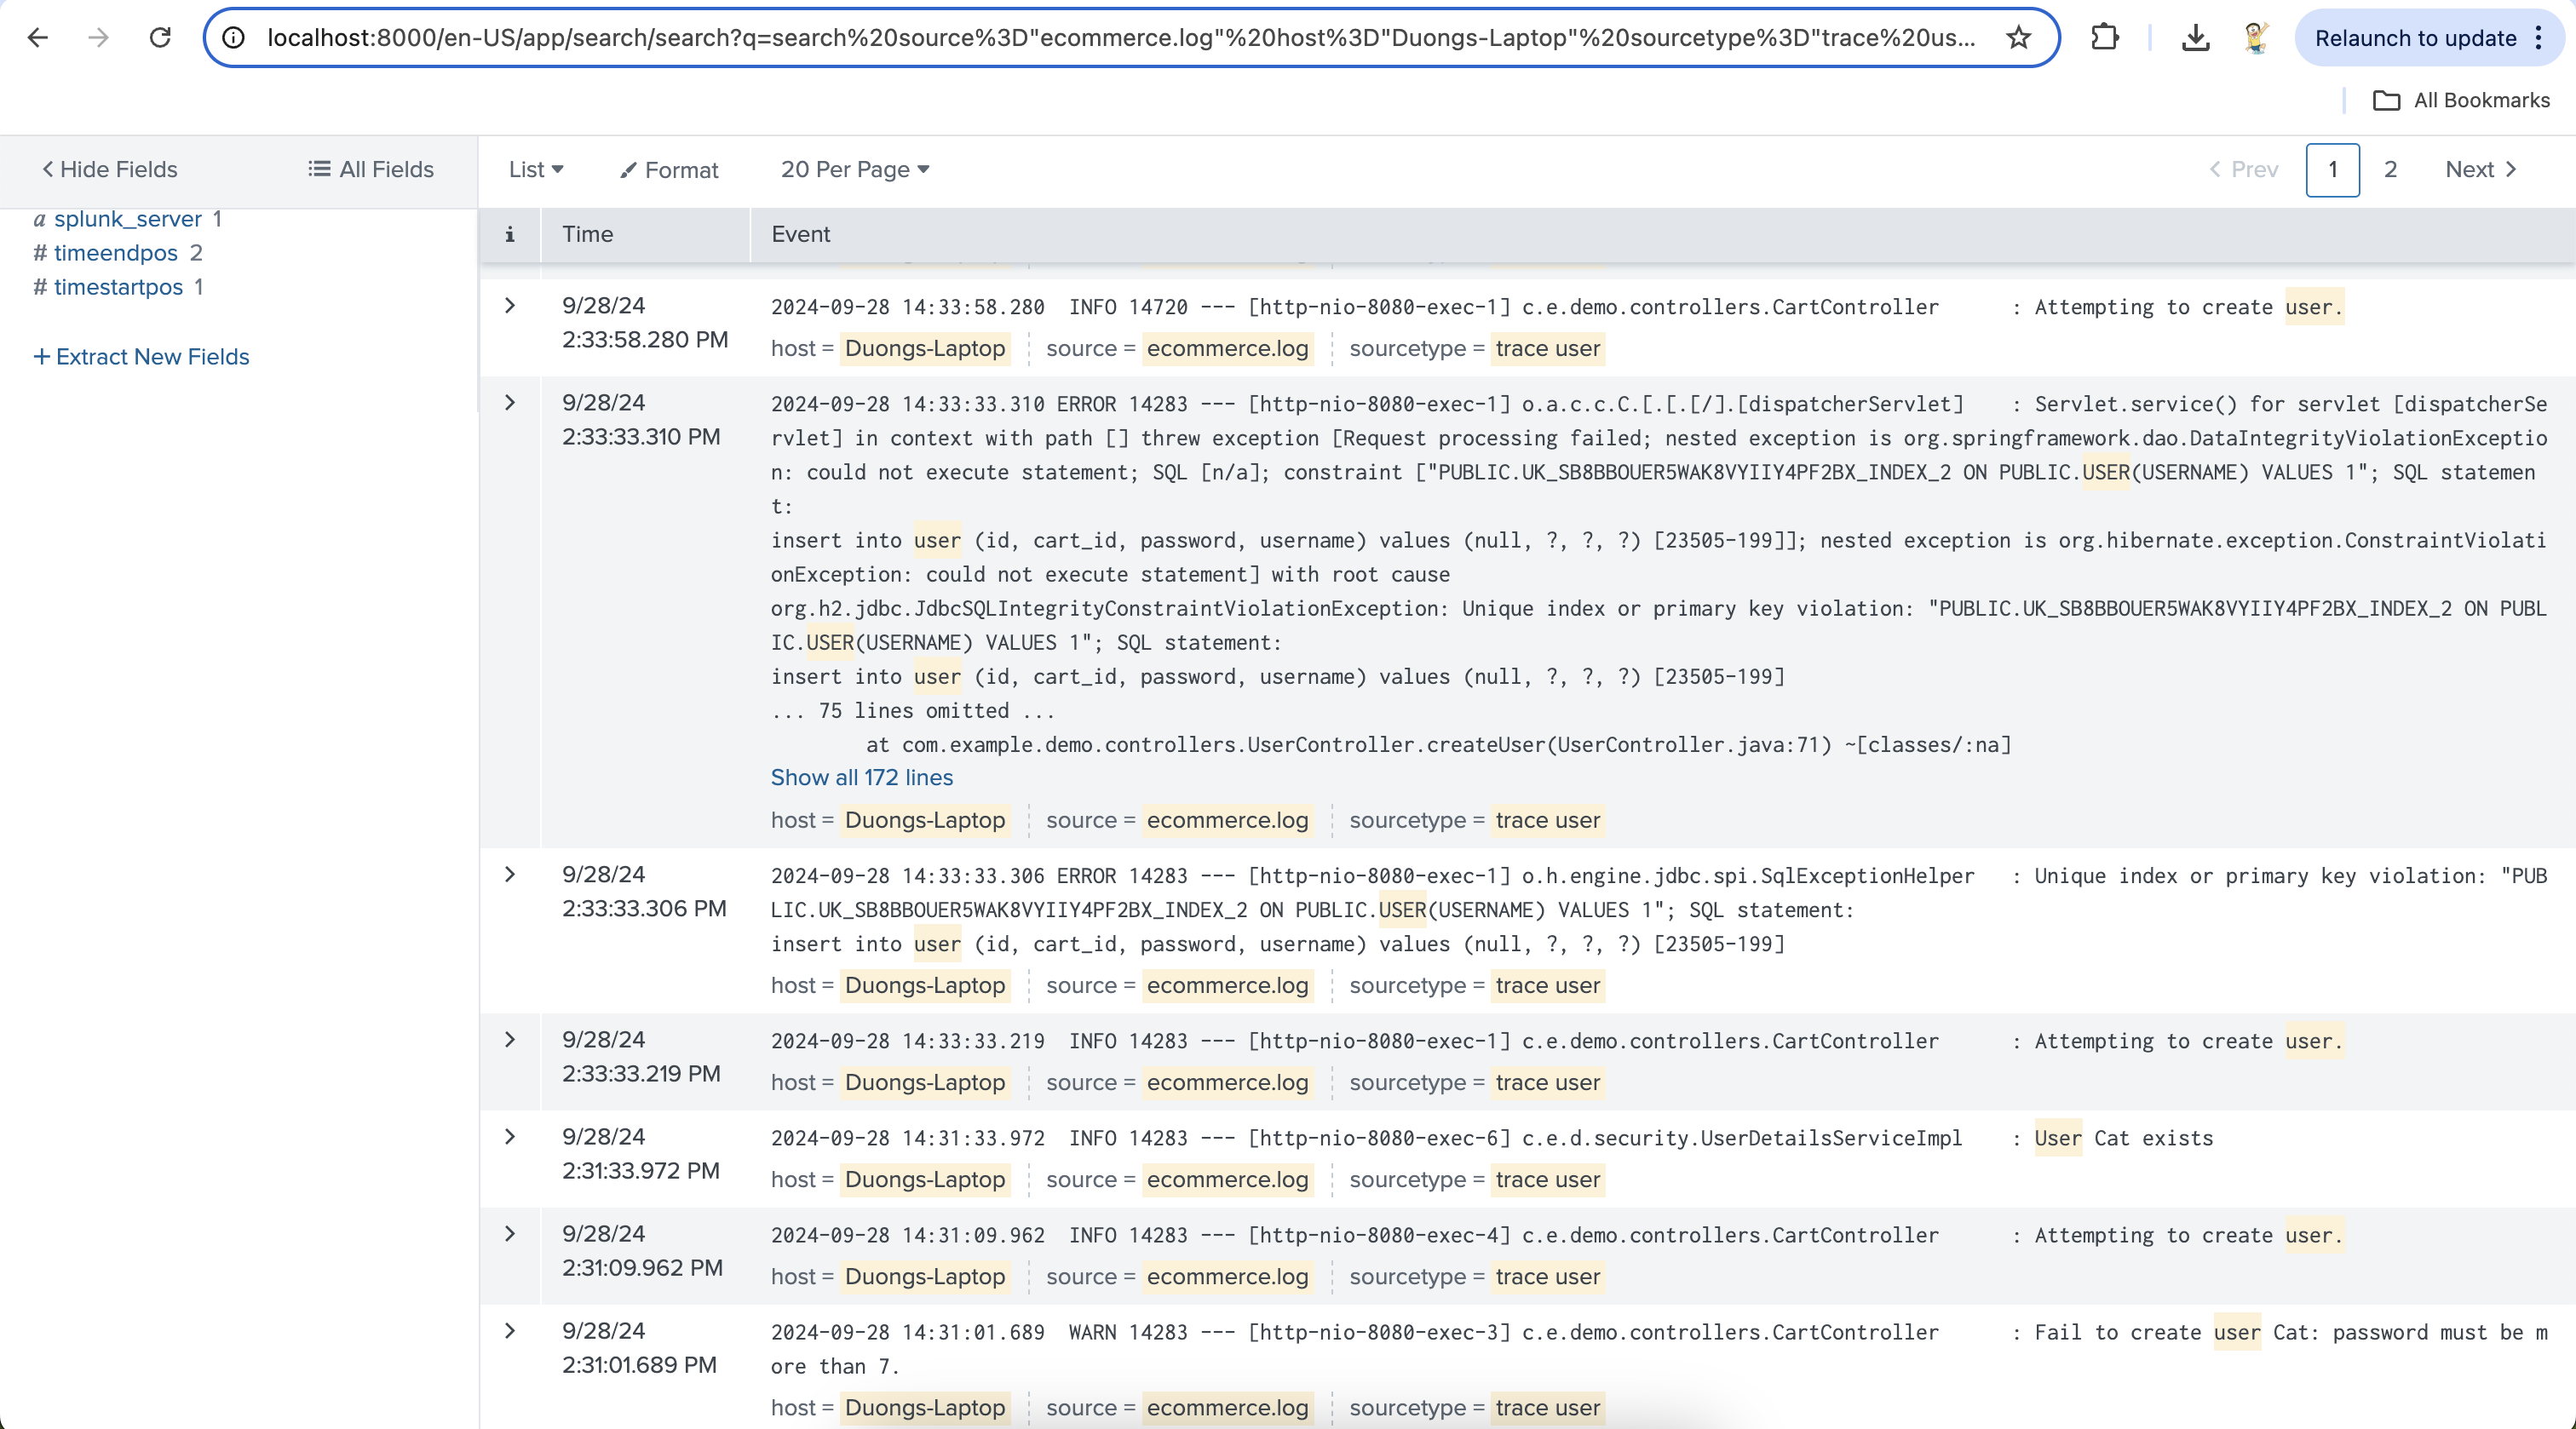 localhost:8000/en-US/app/search/search?q=search%20source%3D"ecommerce.log"%20host%3D"Duongs-Laptop"%20sourcetype%3D"trace%20us...
Relaunch to update
All Bookmarks
Hide Fields
All Fields
List
Format
20 Per Page
Prev
1
2
Next
a splunk_server 1
# timeendpos 2
# timestartpos 1
+ Extract New Fields
i
Time
Event
9/28/24
2:33:58.280 PM
2024-09-28 14:33:58.280  INFO 14720 --- [http-nio-8080-exec-1] c.e.demo.controllers.CartController      : Attempting to create user.
host = Duongs-Laptop source = ecommerce.log sourcetype = trace user
9/28/24
2:33:33.310 PM
2024-09-28 14:33:33.310 ERROR 14283 --- [http-nio-8080-exec-1] o.a.c.c.C.[.[.[/].[dispatcherServlet]    : Servlet.service() for servlet [dispatcherSe
rvlet] in context with path [] threw exception [Request processing failed; nested exception is org.springframework.dao.DataIntegrityViolationExceptio
n: could not execute statement; SQL [n/a]; constraint ["PUBLIC.UK_SB8BBOUER5WAK8VYIIY4PF2BX_INDEX_2 ON PUBLIC.USER(USERNAME) VALUES 1"; SQL statemen
t:
insert into user (id, cart_id, password, username) values (null, ?, ?, ?) [23505-199]]; nested exception is org.hibernate.exception.ConstraintViolati
onException: could not execute statement] with root cause
org.h2.jdbc.JdbcSQLIntegrityConstraintViolationException: Unique index or primary key violation: "PUBLIC.UK_SB8BBOUER5WAK8VYIIY4PF2BX_INDEX_2 ON PUBL
IC.USER(USERNAME) VALUES 1"; SQL statement:
insert into user (id, cart_id, password, username) values (null, ?, ?, ?) [23505-199]
... 75 lines omitted ...
at com.example.demo.controllers.UserController.createUser(UserController.java:71) ~[classes/:na]
Show all 172 lines
host = Duongs-Laptop source = ecommerce.log sourcetype = trace user
9/28/24
2:33:33.306 PM
2024-09-28 14:33:33.306 ERROR 14283 --- [http-nio-8080-exec-1] o.h.engine.jdbc.spi.SqlExceptionHelper   : Unique index or primary key violation: "PUB
LIC.UK_SB8BBOUER5WAK8VYIIY4PF2BX_INDEX_2 ON PUBLIC.USER(USERNAME) VALUES 1"; SQL statement:
insert into user (id, cart_id, password, username) values (null, ?, ?, ?) [23505-199]
host = Duongs-Laptop source = ecommerce.log sourcetype = trace user
9/28/24
2:33:33.219 PM
2024-09-28 14:33:33.219  INFO 14283 --- [http-nio-8080-exec-1] c.e.demo.controllers.CartController      : Attempting to create user.
host = Duongs-Laptop source = ecommerce.log sourcetype = trace user
9/28/24
2:31:33.972 PM
2024-09-28 14:31:33.972  INFO 14283 --- [http-nio-8080-exec-6] c.e.d.security.UserDetailsServiceImpl    : User Cat exists
host = Duongs-Laptop source = ecommerce.log sourcetype = trace user
9/28/24
2:31:09.962 PM
2024-09-28 14:31:09.962  INFO 14283 --- [http-nio-8080-exec-4] c.e.demo.controllers.CartController      : Attempting to create user.
host = Duongs-Laptop source = ecommerce.log sourcetype = trace user
9/28/24
2:31:01.689 PM
2024-09-28 14:31:01.689  WARN 14283 --- [http-nio-8080-exec-3] c.e.demo.controllers.CartController      : Fail to create user Cat: password must be m
ore than 7.
host = Duongs-Laptop source = ecommerce.log sourcetype = trace user